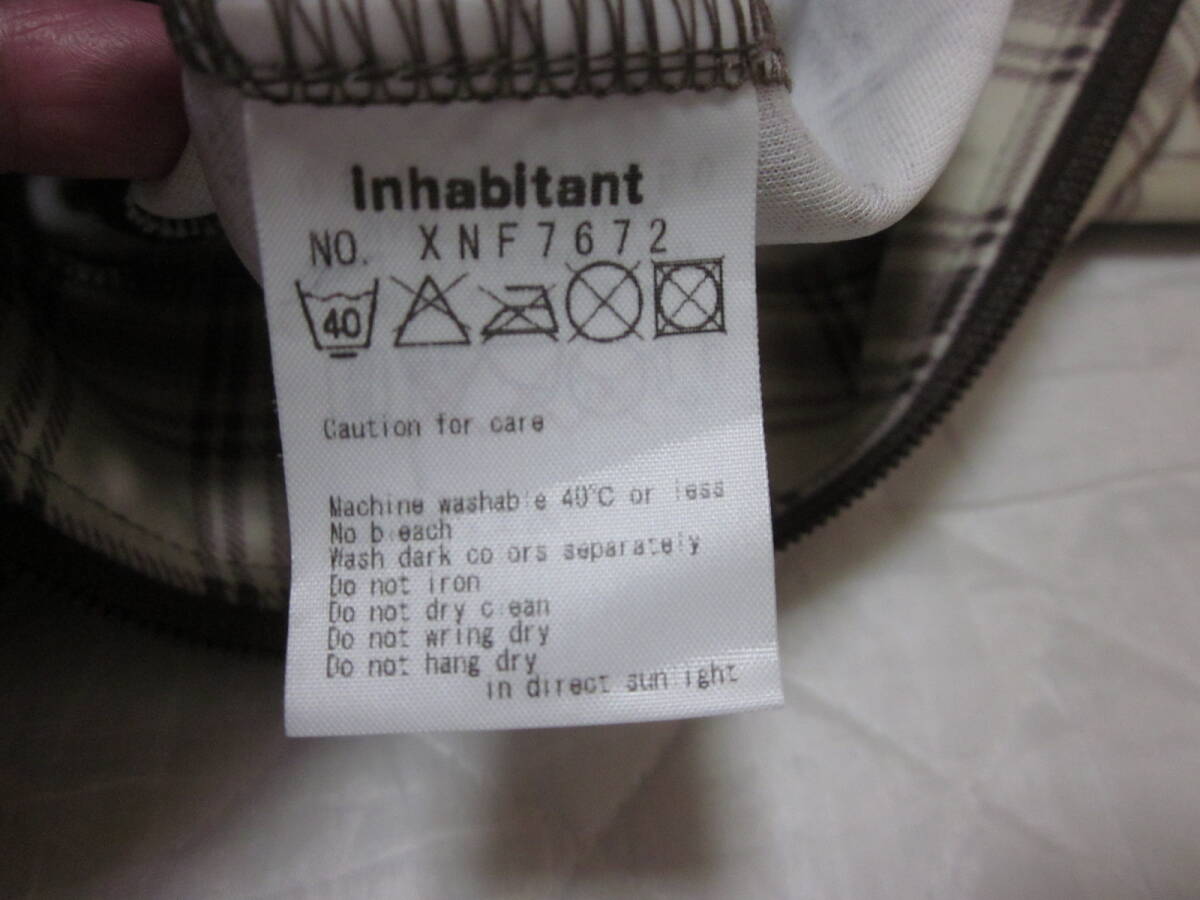 Inhabitant
NO. XNF7672
40
Caution for care
Machine washable 40°C or less
No bleach
Wash dark colors separately
Do not iron
Do not dry clean
Do not wring dry
Do not hang dry
in direct sunlight